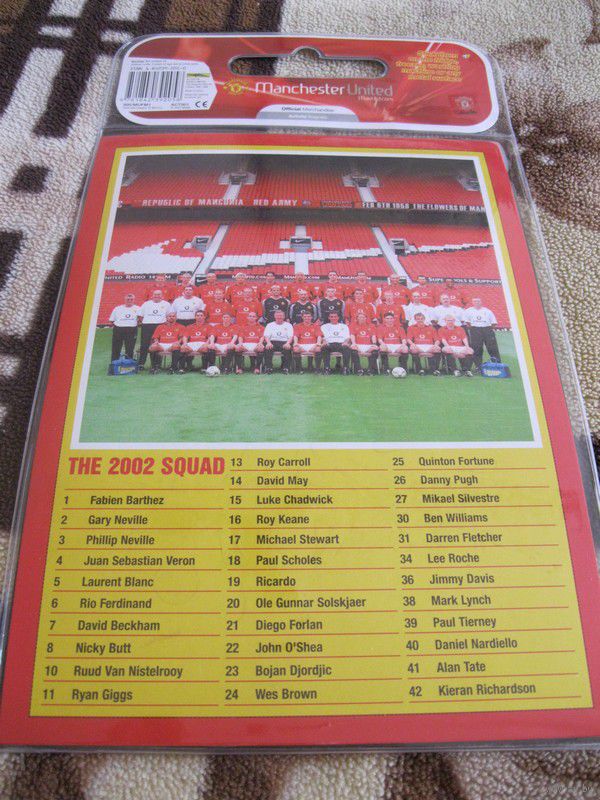 Manchester United
Official Merchandise
REPUBLIC OF MANCUNIA RED ARMY FEB 6TH 1958 THE FLOWERS OF MAN
UNITED RADIO
THE 2002 SQUAD
1 Fabien Barthez
2 Gary Neville
3 Phillip Neville
4 Juan Sebastian Veron
5 Laurent Blanc
6 Rio Ferdinand
7 David Beckham
8 Nicky Butt
10 Ruud Van Nistelrooy
11 Ryan Giggs
13 Roy Carroll
14 David May
15 Luke Chadwick
16 Roy Keane
17 Michael Stewart
18 Paul Scholes
19 Ricardo
20 Ole Gunnar Solskjaer
21 Diego Forlan
22 John O'Shea
23 Bojan Djordjic
24 Wes Brown
25 Quinton Fortune
26 Danny Pugh
27 Mikael Silvestre
30 Ben Williams
31 Darren Fletcher
34 Lee Roche
36 Jimmy Davis
38 Mark Lynch
39 Paul Tierney
40 Daniel Nardiello
41 Alan Tate
42 Kieran Richardson